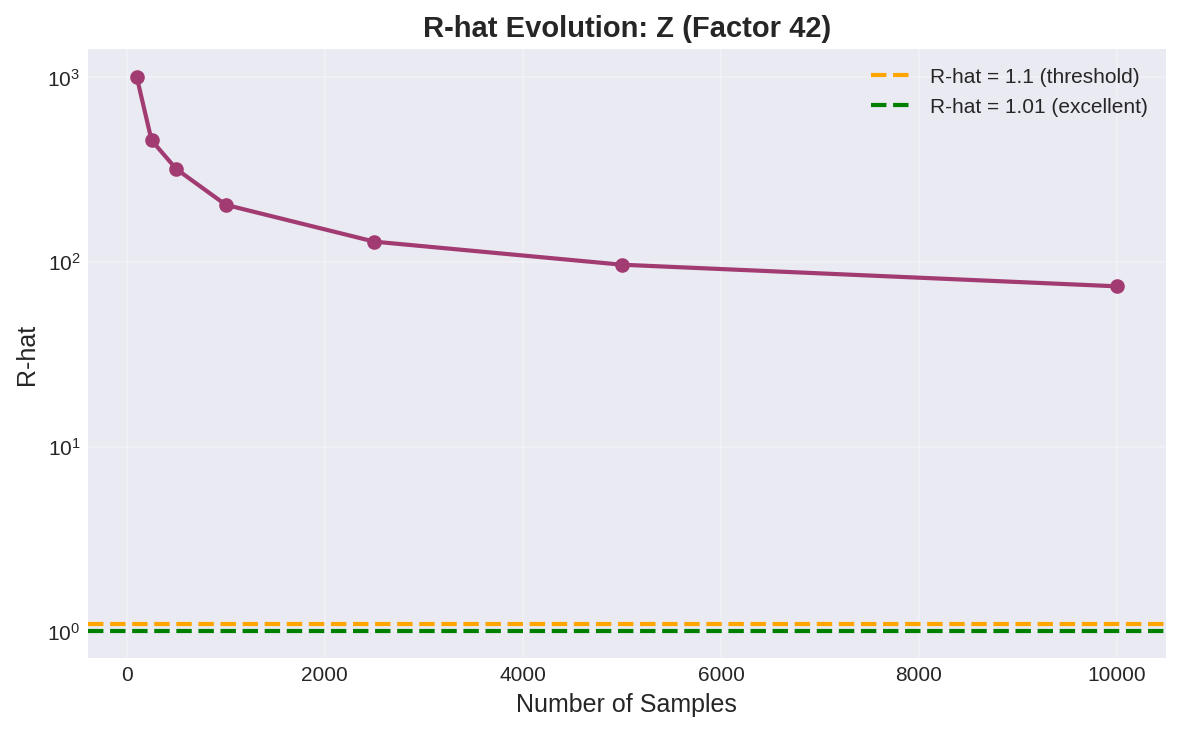 R-hat Evolution: Z (Factor 42)
R-hat = 1.1 (threshold)
R-hat = 1.01 (excellent)
10³
10²
10¹
10⁰
R-hat
0 2000 4000 6000 8000 10000
Number of Samples